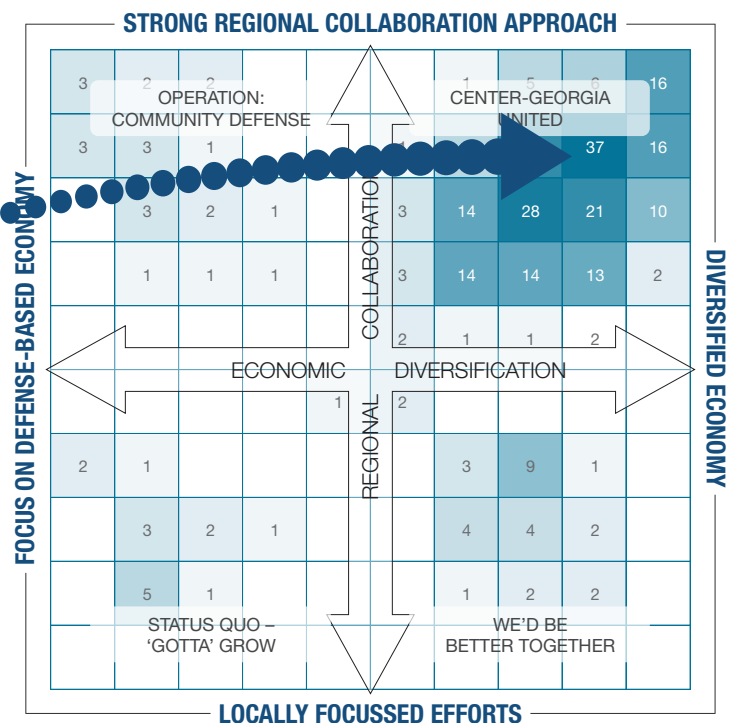 STRONG REGIONAL COLLABORATION APPROACH
3 2 2 1 5 6 16
OPERATION:
COMMUNITY DEFENSE
CENTER-GEORGIA
UNITED
3 3 1 1 37 16
3 2 1 3 14 28 21 10
1 1 1 3 14 14 13 2
2 1 1 2
ECONOMIC DIVERSIFICATION
REGIONAL COLLABORATION
1 2
2 1 3 9 1
3 2 1 4 4 2
5 1 1 2 2
STATUS QUO –
‘GOTTA’ GROW
WE’D BE
BETTER TOGETHER
FOCUS ON DEFENSE-BASED ECONOMY
DIVERSIFIED ECONOMY
LOCALLY FOCUSSED EFFORTS